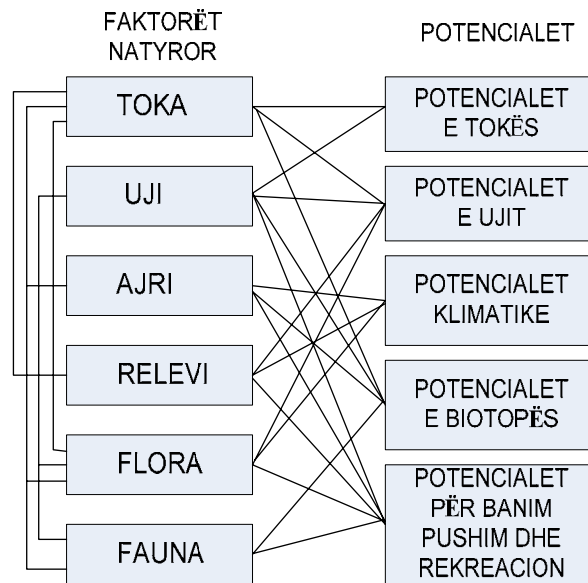 FAKTORËT
NATYROR
TOKA
UJI
AJRI
RELEVI
FLORA
FAUNA
POTENCIALET
POTENCIALET
E TOKËS
POTENCIALET
E UJIT
POTENCIALET
KLIMATIKE
POTENCIALET
E BIOTOPËS
POTENCIALET
PËR BANIM
PUSHIM DHE
REKREACION